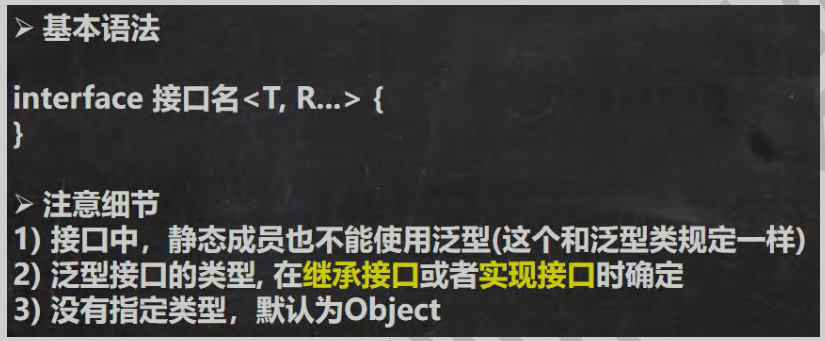 ➢ 基本语法
interface 接口名<T, R...> {
}
➢ 注意细节
1) 接口中，静态成员也不能使用泛型(这个和泛型类规定一样)
2) 泛型接口的类型, 在继承接口或者实现接口时确定
3) 没有指定类型，默认为Object